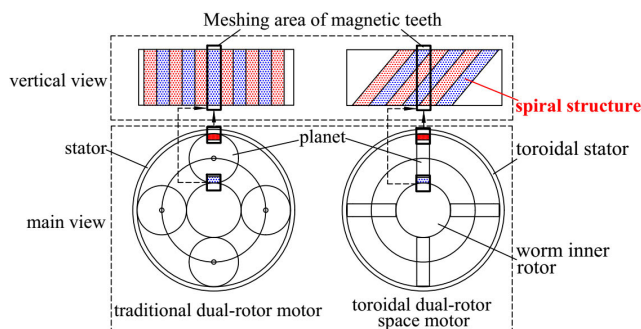 Meshing area of magnetic teeth
vertical view
spiral structure
stator
planet
toroidal stator
main view
worm inner
rotor
traditional dual-rotor motor
toroidal dual-rotor
space motor